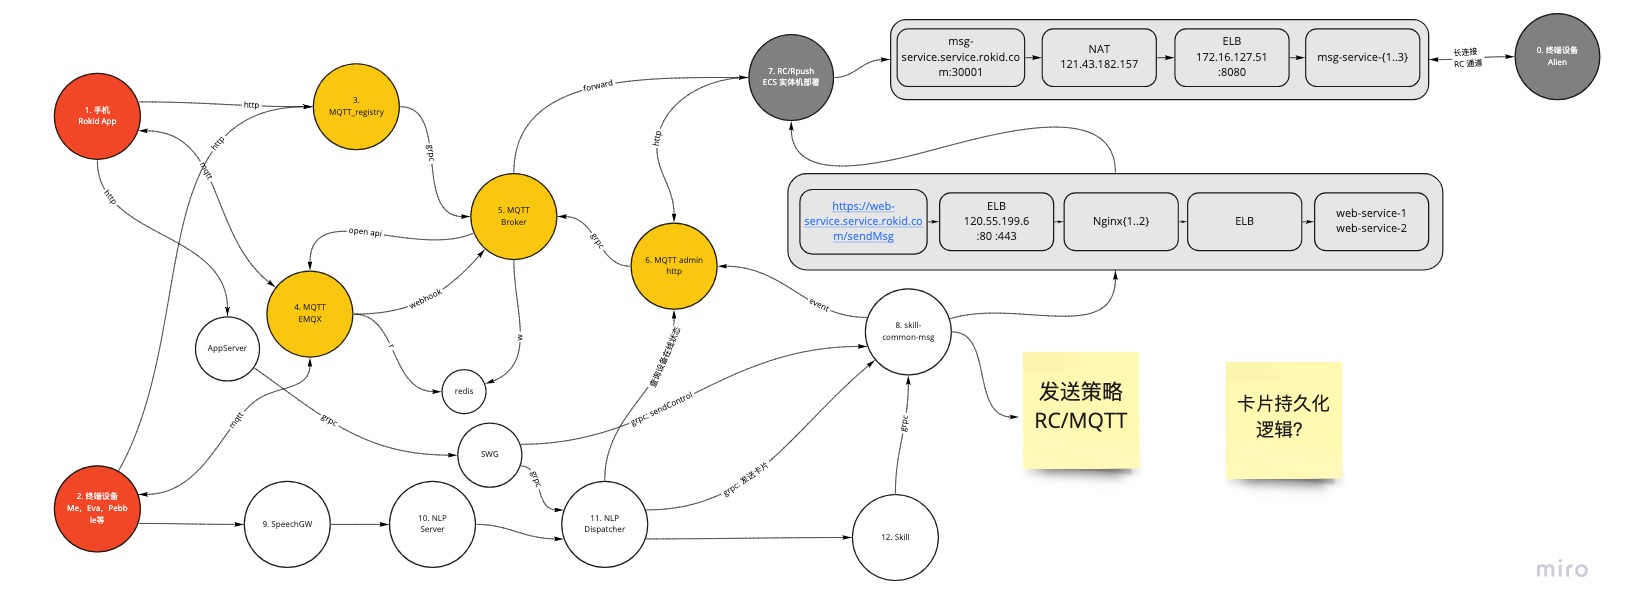 msg-
service.service.rokid.co
m:30001
NAT
121.43.182.157
ELB
172.16.127.51
:8080
msg-service-{1..3}
长连接
RC 通道
0. 终端设备
Alien
7. RC/Rpush
ECS 实体机部署
1. 手机
Rokid App
http
3.
MQTT_registry
forward
http
http
mqtt
grpc
http
https://web-
service.service.rokid.co
m/sendMsg
ELB
120.55.199.6
:80 :443
Nginx{1..2}
ELB
web-service-1
web-service-2
5. MQTT
Broker
open api
grpc
6. MQTT admin
http
4. MQTT
EMQX
webhook
event
AppServer
r
w
查询设备在线状态
8. skill-
common-msg
redis
发送策略
RC/MQTT
卡片持久化
逻辑?
mqtt
grpc
grpc: sendControl
grpc
SWG
grpc
grpc: 发送卡片
2. 终端设备
Me，Eva，Pebb
le等
9. SpeechGW
10. NLP
Server
11. NLP
Dispatcher
12. Skill
miro